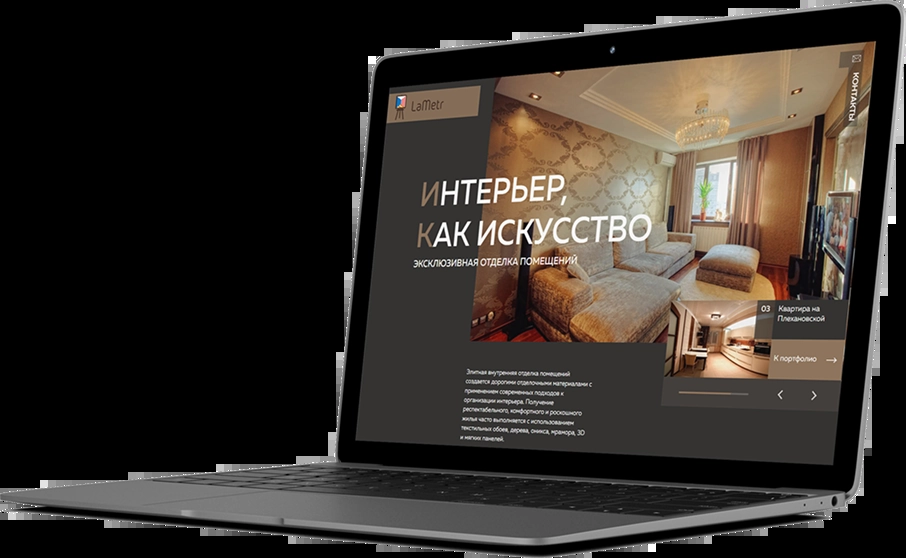 LaMetr
КОНТАКТЫ
ИНТЕРЬЕР,
КАК ИСКУССТВО
ЭКСКЛЮЗИВНАЯ ОТДЕЛКА ПОМЕЩЕНИЙ
03 Квартира на
Плехановской
К портфолио →
Элитная внутренняя отделка помещений
создается дорогими отделочными материалами с
применением современных подходов к
организации интерьера. Получение
респектабельного, комфортного и роскошного
жилья часто выполняется с использованием
текстильных обоев, дерева, оникса, мрамора, 3D
и мягких панелей.